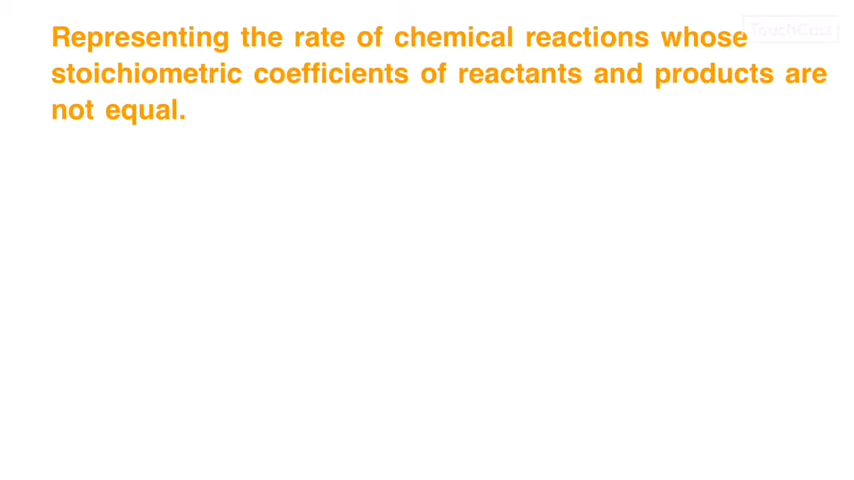 Representing the rate of chemical reactions whose
stoichiometric coefficients of reactants and products are
not equal.
TouchCast